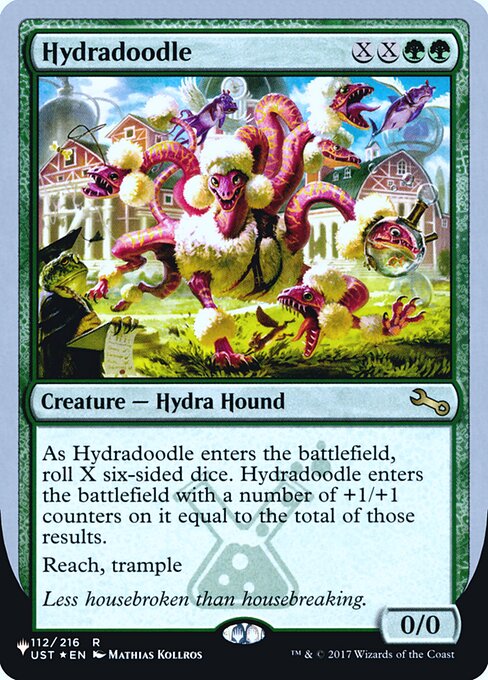 Hydradoodle XX
Creature — Hydra Hound
As Hydradoodle enters the battlefield,
roll X six-sided dice. Hydradoodle enters
the battlefield with a number of +1/+1
counters on it equal to the total of those
results.
Reach, trample
Less housebroken than housebreaking.
0/0
112/216 R
UST ★ EN Mathias Kollros
™ & © 2017 Wizards of the Coast